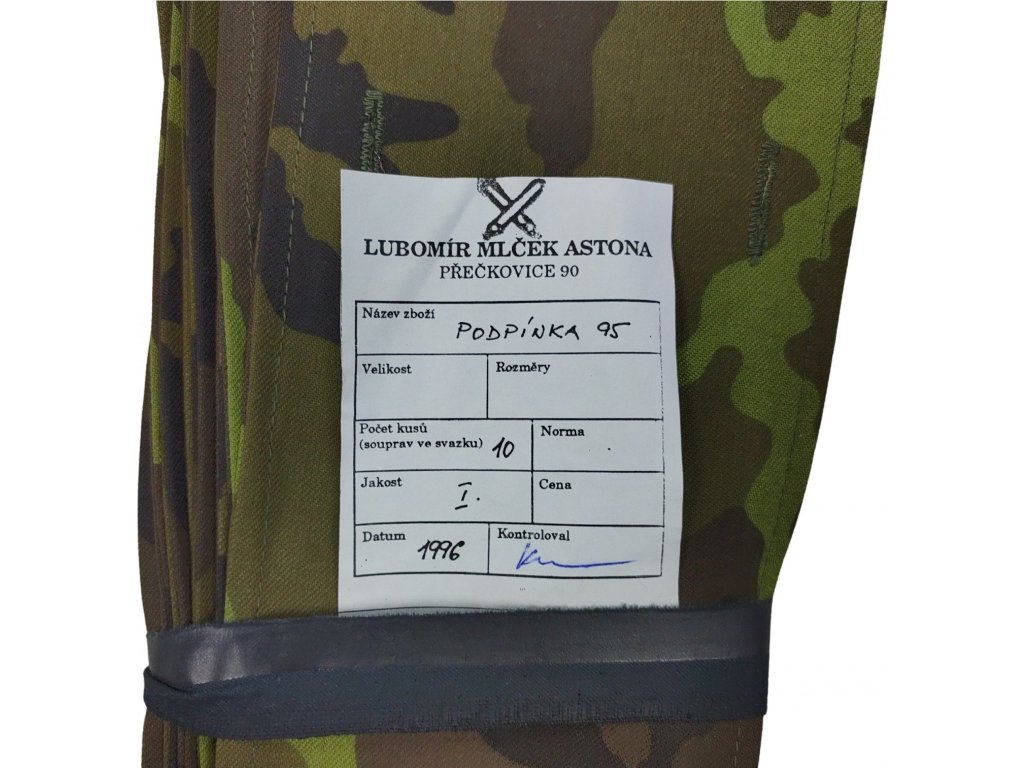 LUBOMÍR MLČEK ASTONA
PŘEČKOVICE 90
Název zboží
PODPÍNKA 95
Velikost
Rozměry
Počet kusů
(souprav ve svazku) 10
Norma
Jakost
I.
Cena
Datum
1996
Kontroloval